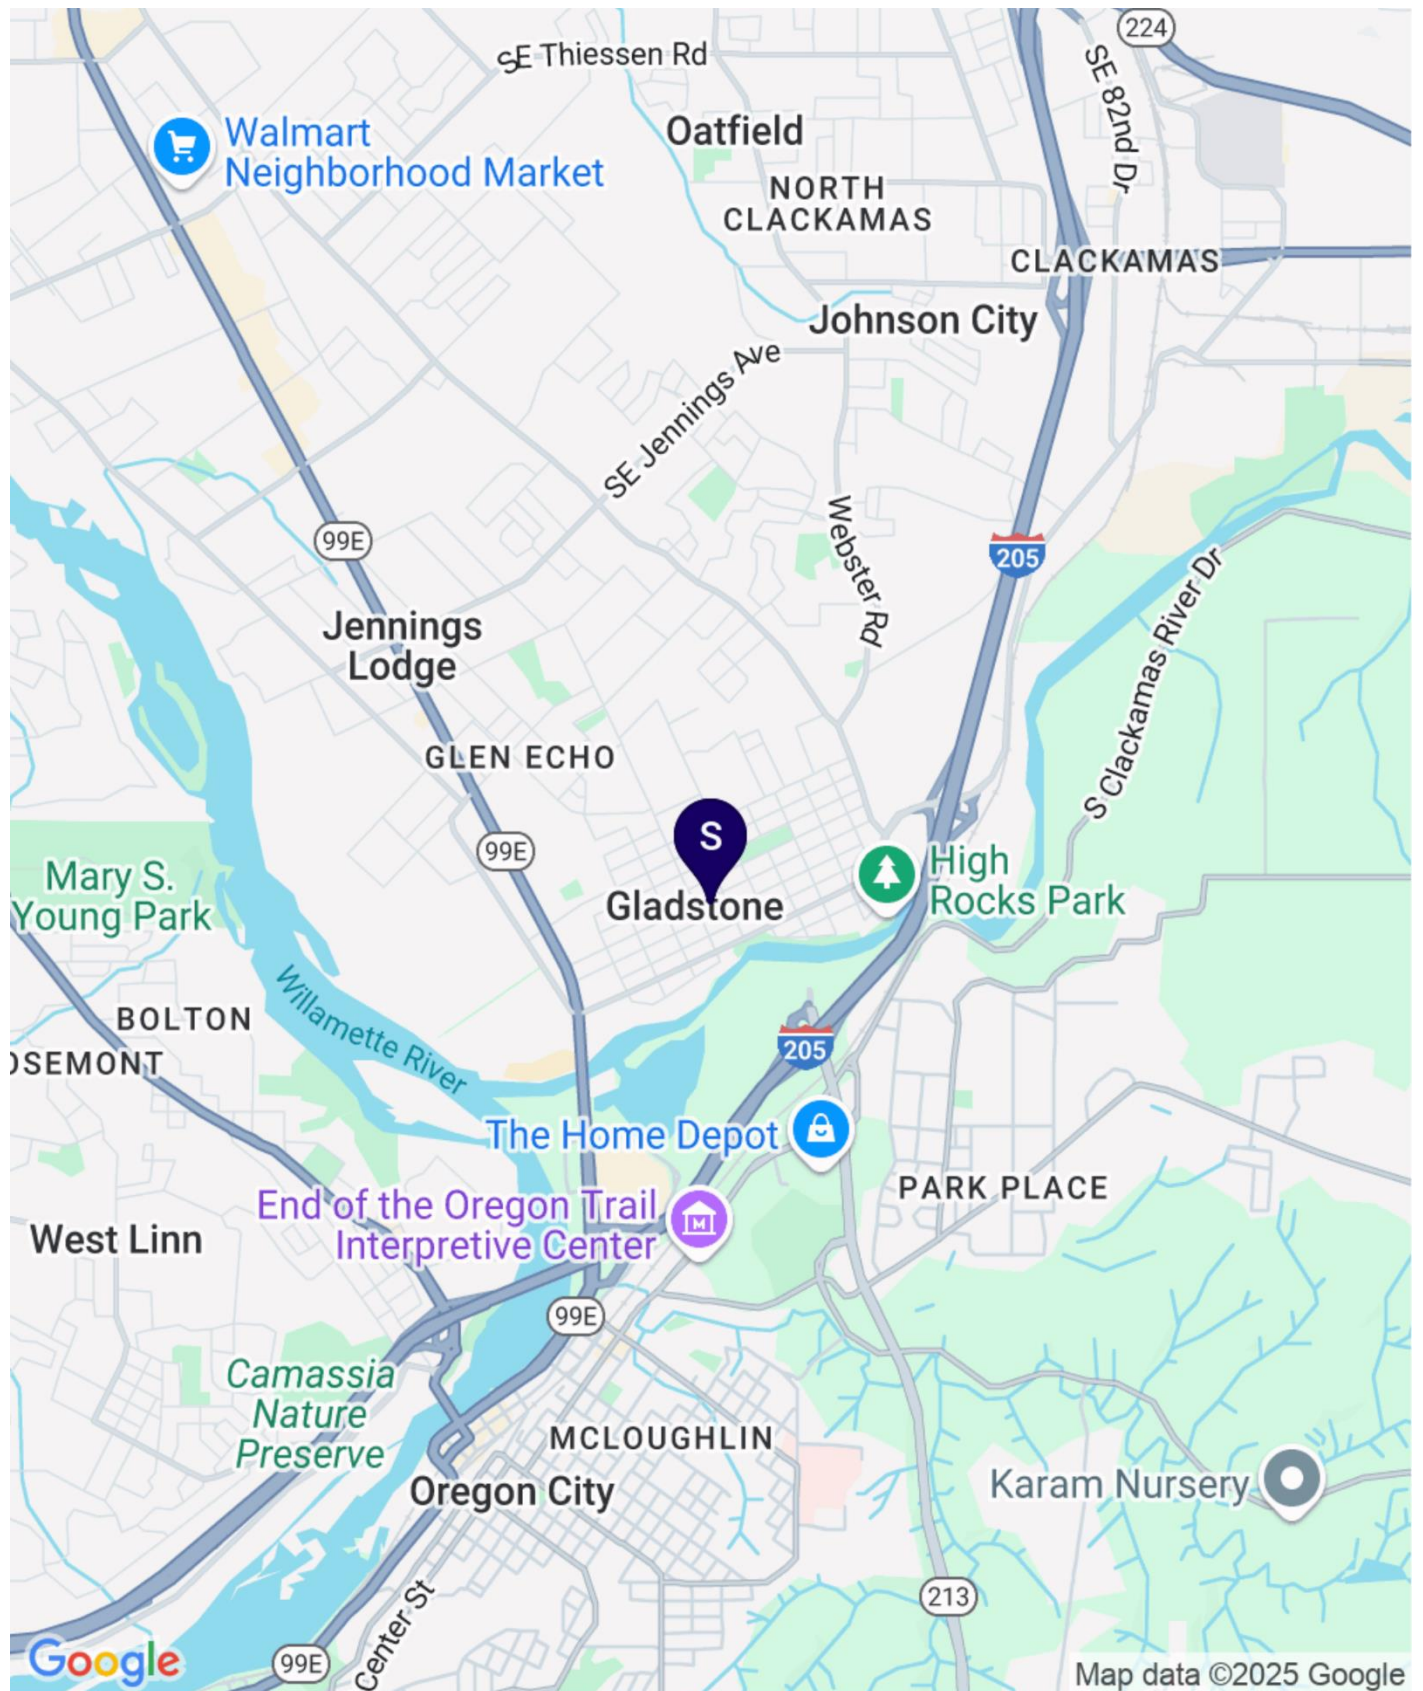 224
SE Thiessen Rd
SE 82nd Dr
Walmart
Neighborhood Market
Oatfield
NORTH
CLACKAMAS
CLACKAMAS
Johnson City
SE Jennings Ave
Webster Rd
99E
205
S Clackamas River Dr
Jennings
Lodge
GLEN ECHO
S
99E
High
Rocks Park
Mary S.
Young Park
Gladstone
Willamette River
BOLTON
OSEMONT
205
The Home Depot
PARK PLACE
End of the Oregon Trail
Interpretive Center
M
West Linn
99E
Camassia
Nature
Preserve
MCLOUGHLIN
Karam Nursery
Oregon City
213
Center St
99E
Google
Map data ©2025 Google